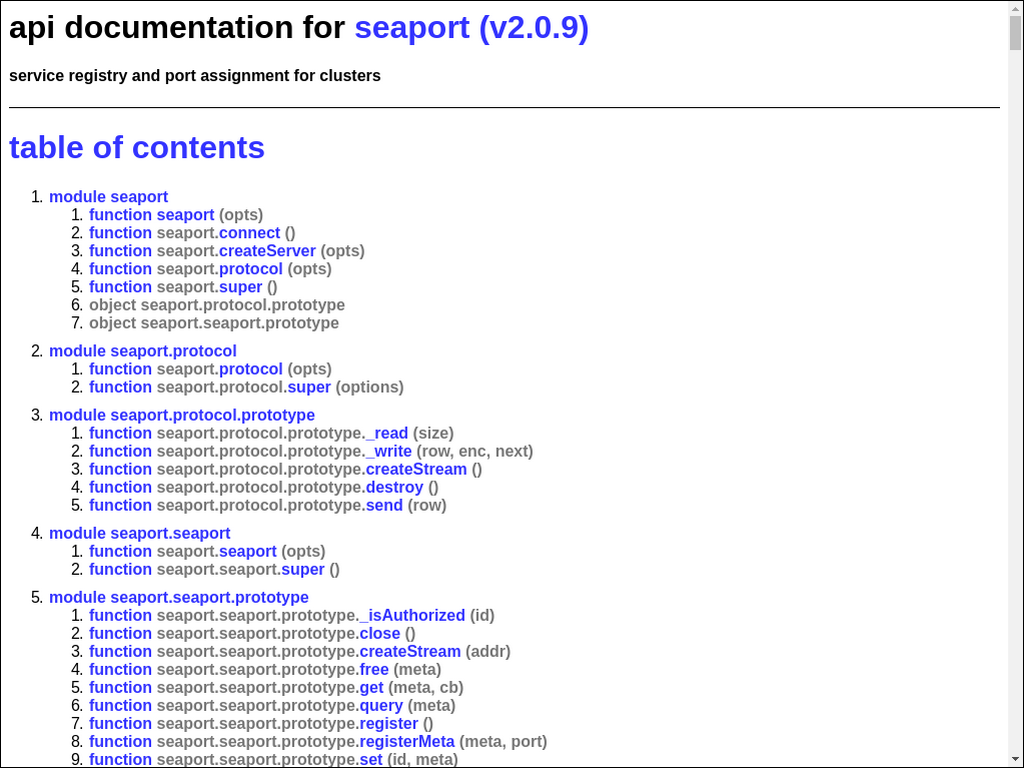 api documentation for seaport (v2.0.9)
service registry and port assignment for clusters
table of contents
1. module seaport
1. function seaport (opts)
2. function seaport.connect ()
3. function seaport.createServer (opts)
4. function seaport.protocol (opts)
5. function seaport.super ()
6. object seaport.protocol.prototype
7. object seaport.seaport.prototype
2. module seaport.protocol
1. function seaport.protocol (opts)
2. function seaport.protocol.super (options)
3. module seaport.protocol.prototype
1. function seaport.protocol.prototype._read (size)
2. function seaport.protocol.prototype._write (row, enc, next)
3. function seaport.protocol.prototype.createStream ()
4. function seaport.protocol.prototype.destroy ()
5. function seaport.protocol.prototype.send (row)
4. module seaport.seaport
1. function seaport.seaport (opts)
2. function seaport.seaport.super ()
5. module seaport.seaport.prototype
1. function seaport.seaport.prototype._isAuthorized (id)
2. function seaport.seaport.prototype.close ()
3. function seaport.seaport.prototype.createStream (addr)
4. function seaport.seaport.prototype.free (meta)
5. function seaport.seaport.prototype.get (meta, cb)
6. function seaport.seaport.prototype.query (meta)
7. function seaport.seaport.prototype.register ()
8. function seaport.seaport.prototype.registerMeta (meta, port)
9. function seaport.seaport.prototype.set (id, meta)